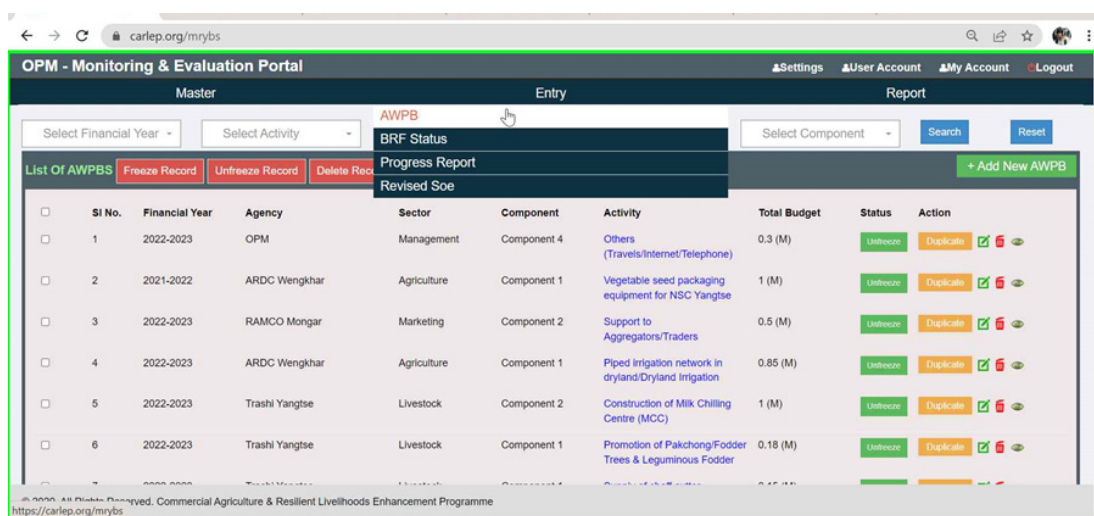 carlep.org/mrybs
OPM - Monitoring & Evaluation Portal
Settings User Account My Account Logout
Master Entry Report
Select Financial Year Select Activity Select Component Search Reset
AWPB
BRF Status
Progress Report
Revised Soe
List Of AWPBS Freeze Record Unfreeze Record Delete + Add New AWPB
Sl No. Financial Year Agency Sector Component Activity Total Budget Status Action
1 2022-2023 OPM Management Component 4 Others 0.3 (M) Unfreeze Duplicate
(Travels/Internet/Telephone)
2 2021-2022 ARDC Wengkhar Agriculture Component 1 Vegetable seed packaging 1 (M) Unfreeze Duplicate
equipment for NSC Yangtse
3 2022-2023 RAMCO Mongar Marketing Component 2 Support to 0.5 (M) Unfreeze Duplicate
Aggregators/Traders
4 2022-2023 ARDC Wengkhar Agriculture Component 1 Piped irrigation network in 0.85 (M) Unfreeze Duplicate
dryland/Dryland Irrigation
5 2022-2023 Trashi Yangtse Livestock Component 2 Construction of Milk Chilling 1 (M) Unfreeze Duplicate
Centre (MCC)
6 2022-2023 Trashi Yangtse Livestock Component 1 Promotion of Pakchong/Fodder 0.18 (M) Unfreeze Duplicate
Trees & Leguminous Fodder
Commercial Agriculture & Resilient Livelihoods Enhancement Programme
https://carlep.org/mrybs